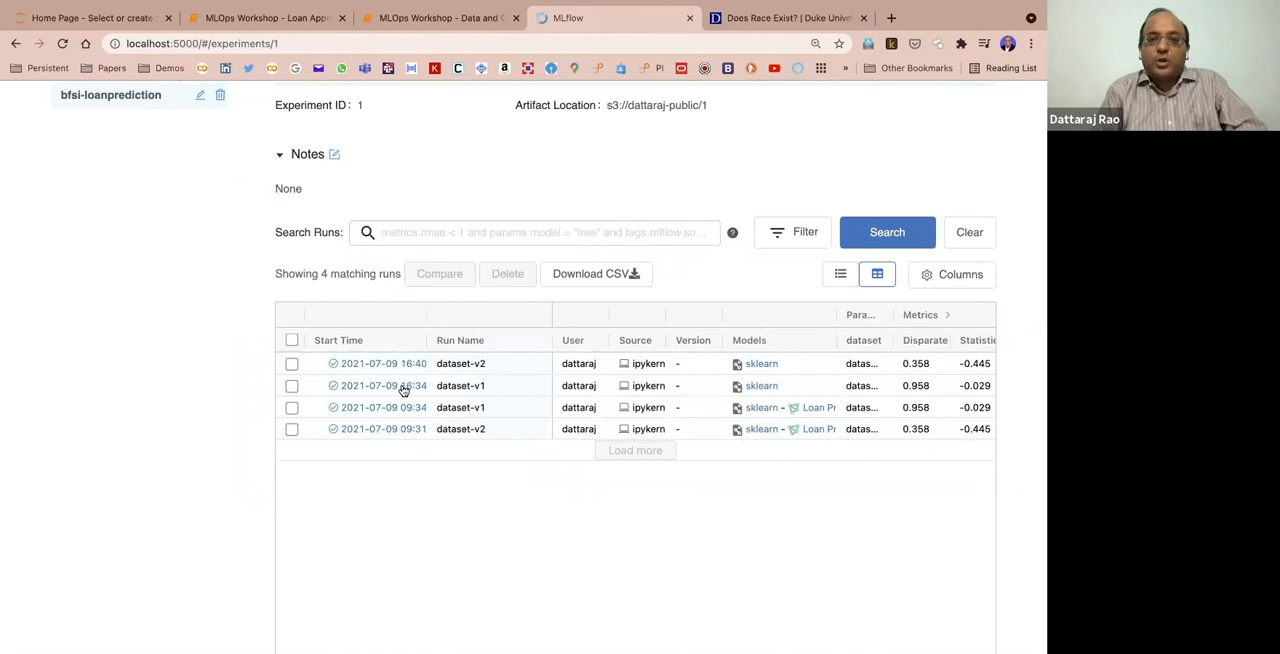 Home Page - Select or create
MLOps Workshop - Loan Appr
MLOps Workshop - Data and C
MLflow
Does Race Exist? | Duke Univer
localhost:5000/#/experiments/1
Persistent
Papers
Demos
PI
Other Bookmarks
Reading List
Dattaraj Rao
bfsi-loanprediction
Experiment ID: 1
Artifact Location: s3://dattaraj-public/1
Notes
None
Search Runs:
metrics.rmse < 1 and params.model = "tree" and tags.mlflow.so...
Filter
Search
Clear
Showing 4 matching runs
Compare
Delete
Download CSV
Columns
Para...
Metrics
Start Time
Run Name
User
Source
Version
Models
dataset
Disparate
Statistic
2021-07-09 16:40 dataset-v2 dattaraj ipykern - sklearn datas... 0.358 -0.445
2021-07-09 16:34 dataset-v1 dattaraj ipykern - sklearn datas... 0.958 -0.029
2021-07-09 09:34 dataset-v1 dattaraj ipykern - sklearn - Loan Pr datas... 0.958 -0.029
2021-07-09 09:31 dataset-v2 dattaraj ipykern - sklearn - Loan Pr datas... 0.358 -0.445
Load more